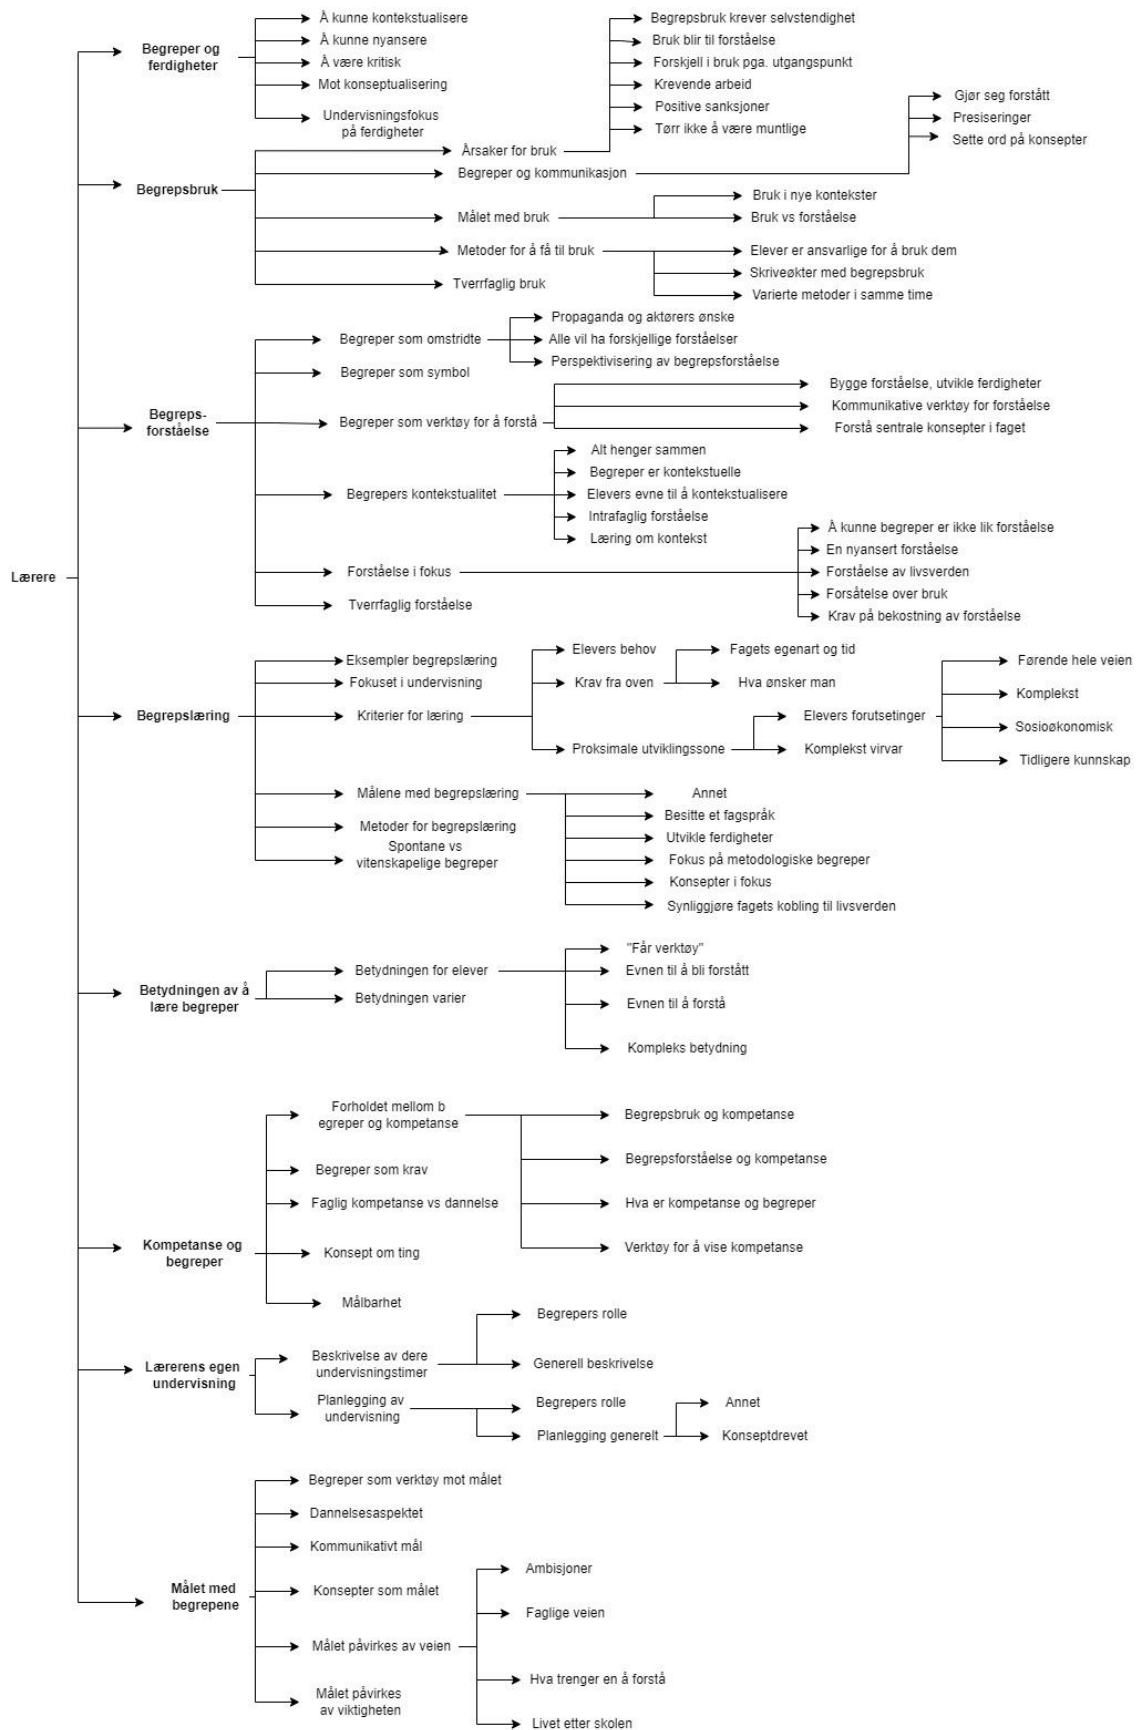 Lærere
Begreper og
ferdigheter
Å kunne kontekstualisere
Å kunne nyansere
Å være kritisk
Mot konseptualisering
Undervisningsfokus
på ferdigheter
Begrepsbruk
Årsaker for bruk
Begrepsbruk krever selvstendighet
Bruk blir til forståelse
Forskjell i bruk pga. utgangspunkt
Krevende arbeid
Positive sanksjoner
Tørr ikke å være muntlige
Begreper og kommunikasjon
Gjør seg forstått
Presiseringer
Sette ord på konsepter
Målet med bruk
Bruk i nye kontekster
Bruk vs forståelse
Metoder for å få til bruk
Elever er ansvarlige for å bruk dem
Skriveøkter med begrepsbruk
Varierte metoder i samme time
Tverrfaglig bruk
Begreps-
forståelse
Begreper som omstridte
Propaganda og aktørers ønske
Alle vil ha forskjellige forståelser
Perspektivisering av begrepsforståelse
Begreper som symbol
Begreper som verktøy for å forstå
Bygge forståelse, utvikle ferdigheter
Kommunikative verktøy for forståelse
Forstå sentrale konsepter i faget
Begrepers kontekstualitet
Alt henger sammen
Begreper er kontekstuelle
Elevers evne til å kontekstualisere
Intrafaglig forståelse
Læring om kontekst
Forståelse i fokus
Å kunne begreper er ikke lik forståelse
En nyansert forståelse
Forståelse av livsverden
Forsåtelse over bruk
Krav på bekostning av forståelse
Tverrfaglig forståelse
Begrepslæring
Eksempler begrepslæring
Fokuset i undervisning
Kriterier for læring
Elevers behov
Krav fra oven
Fagets egenart og tid
Hva ønsker man
Proksimale utviklingssone
Elevers forutsetinger
Førende hele veien
Komplekst
Sosioøkonomisk
Tidligere kunnskap
Komplekst virvar
Målene med begrepslæring
Annet
Besitte et fagspråk
Utvikle ferdigheter
Fokus på metodologiske begreper
Konsepter i fokus
Synliggjøre fagets kobling til livsverden
Metoder for begrepslæring
Spontane vs
vitenskapelige begreper
Betydningen av å
lære begreper
Betydningen for elever
"Får verktøy"
Evnen til å bli forstått
Evnen til å forstå
Kompleks betydning
Betydningen varier
Kompetanse og
begreper
Forholdet mellom b
egreper og kompetanse
Begrepsbruk og kompetanse
Begrepsforståelse og kompetanse
Hva er kompetanse og begreper
Verktøy for å vise kompetanse
Begreper som krav
Faglig kompetanse vs dannelse
Konsept om ting
Målbarhet
Lærerens egen
undervisning
Beskrivelse av dere
undervisningstimer
Begrepers rolle
Generell beskrivelse
Planlegging av
undervisning
Begrepers rolle
Planlegging generelt
Annet
Konseptdrevet
Målet med
begrepene
Begreper som verktøy mot målet
Dannelsesaspektet
Kommunikativt mål
Konsepter som målet
Målet påvirkes av veien
Ambisjoner
Faglige veien
Hva trenger en å forstå
Livet etter skolen
Målet påvirkes
av viktigheten